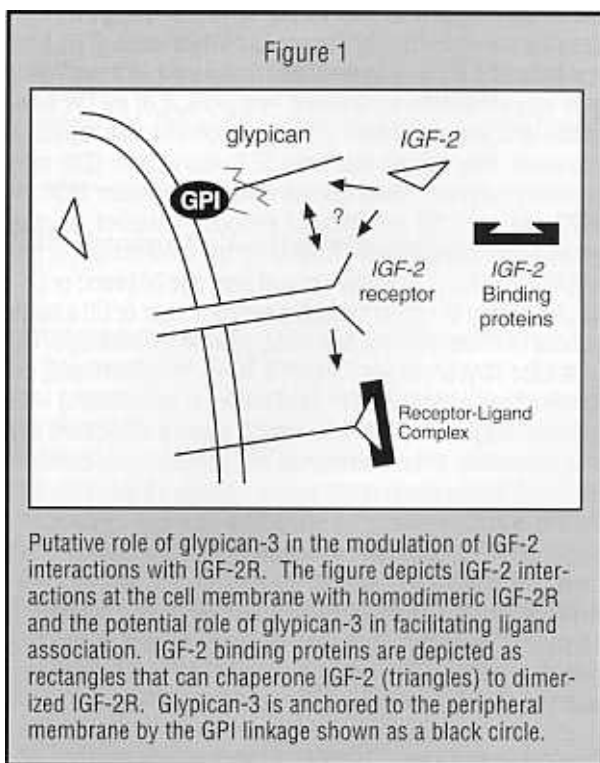 Figure 1
glypican
IGF-2
GPI
?
IGF-2
receptor
IGF-2
Binding
proteins
Receptor-Ligand
Complex
Putative role of glypican-3 in the modulation of IGF-2
interactions with IGF-2R. The figure depicts IGF-2 inter-
actions at the cell membrane with homodimeric IGF-2R
and the potential role of glypican-3 in facilitating ligand
association. IGF-2 binding proteins are depicted as
rectangles that can chaperone IGF-2 (triangles) to dimer-
ized IGF-2R. Glypican-3 is anchored to the peripheral
membrane by the GPI linkage shown as a black circle.